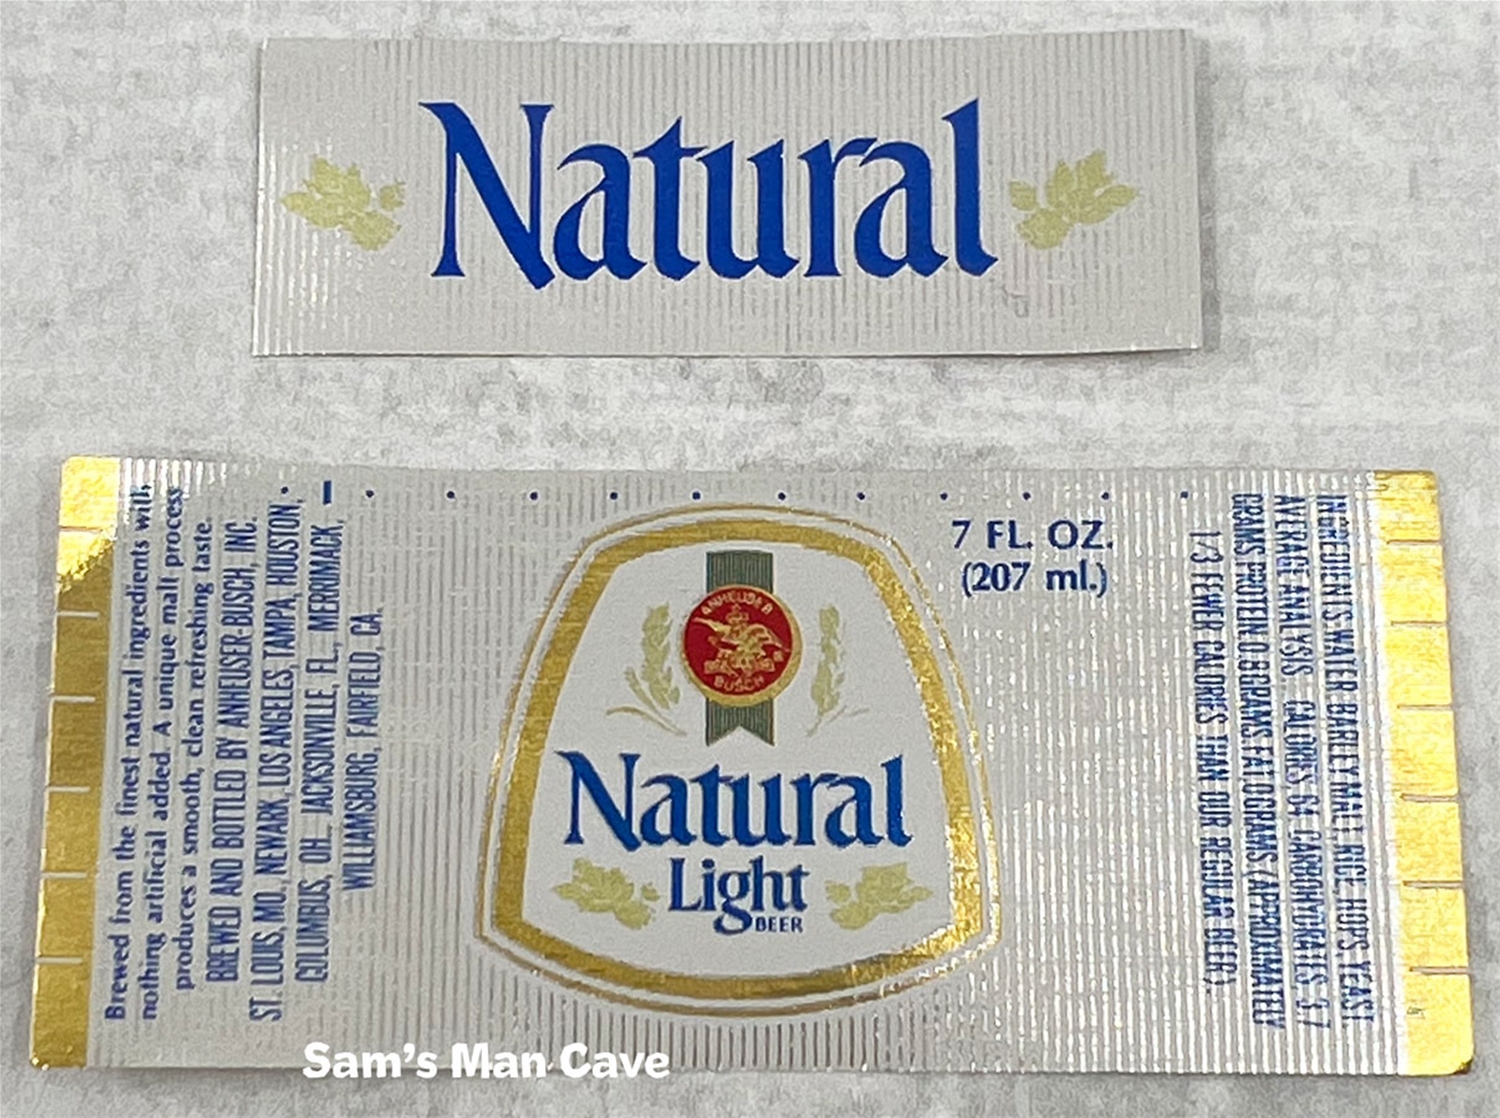 Natural
Brewed from the finest natural ingredients with
nothing artificial added. A unique malt process
produces a smooth, clean refreshing taste.
BREWED AND BOTTLED BY ANHEUSER-BUSCH, INC.
ST. LOUIS, MO., NEWARK, LOS ANGELES, TAMPA, HOUSTON,
COLUMBUS, OH., JACKSONVILLE, FL., MERRIMACK,
WILLIAMSBURG, FAIRFIELD, CA.
ANHEUSER
BUSCH
Natural
Light
BEER
7 FL. OZ.
(207 ml.)
INGREDIENTS WATER, BARLEY MALT, RICE, HOPS, YEAST
AVERAGE ANALYSIS: CALORIES 64 CARBOHYDRATES 3.7
GRAMS PROTEIN 0.8 GRAMS FAT 0 GRAMS (APPROXIMATELY
1/3 FEWER CALORIES THAN OUR REGULAR BEER).
Sam's Man Cave